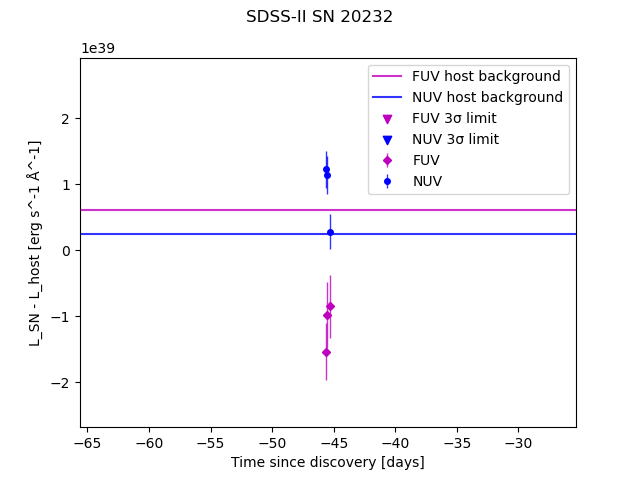 SDSS-II SN 20232
1e39
FUV host background
NUV host background
FUV 3σ limit
NUV 3σ limit
FUV
NUV
2
1
0
−1
−2
L_SN - L_host [erg s^-1 Å^-1]
−65 −60 −55 −50 −45 −40 −35 −30
Time since discovery [days]